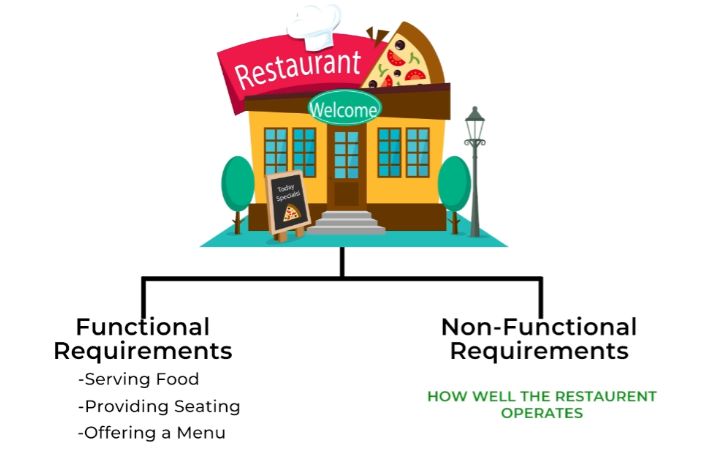 Restaurant
Welcome
Today
Specials
Functional
Requirements
-Serving Food
-Providing Seating
-Offering a Menu
Non-Functional
Requirements
HOW WELL THE RESTAURENT
OPERATES